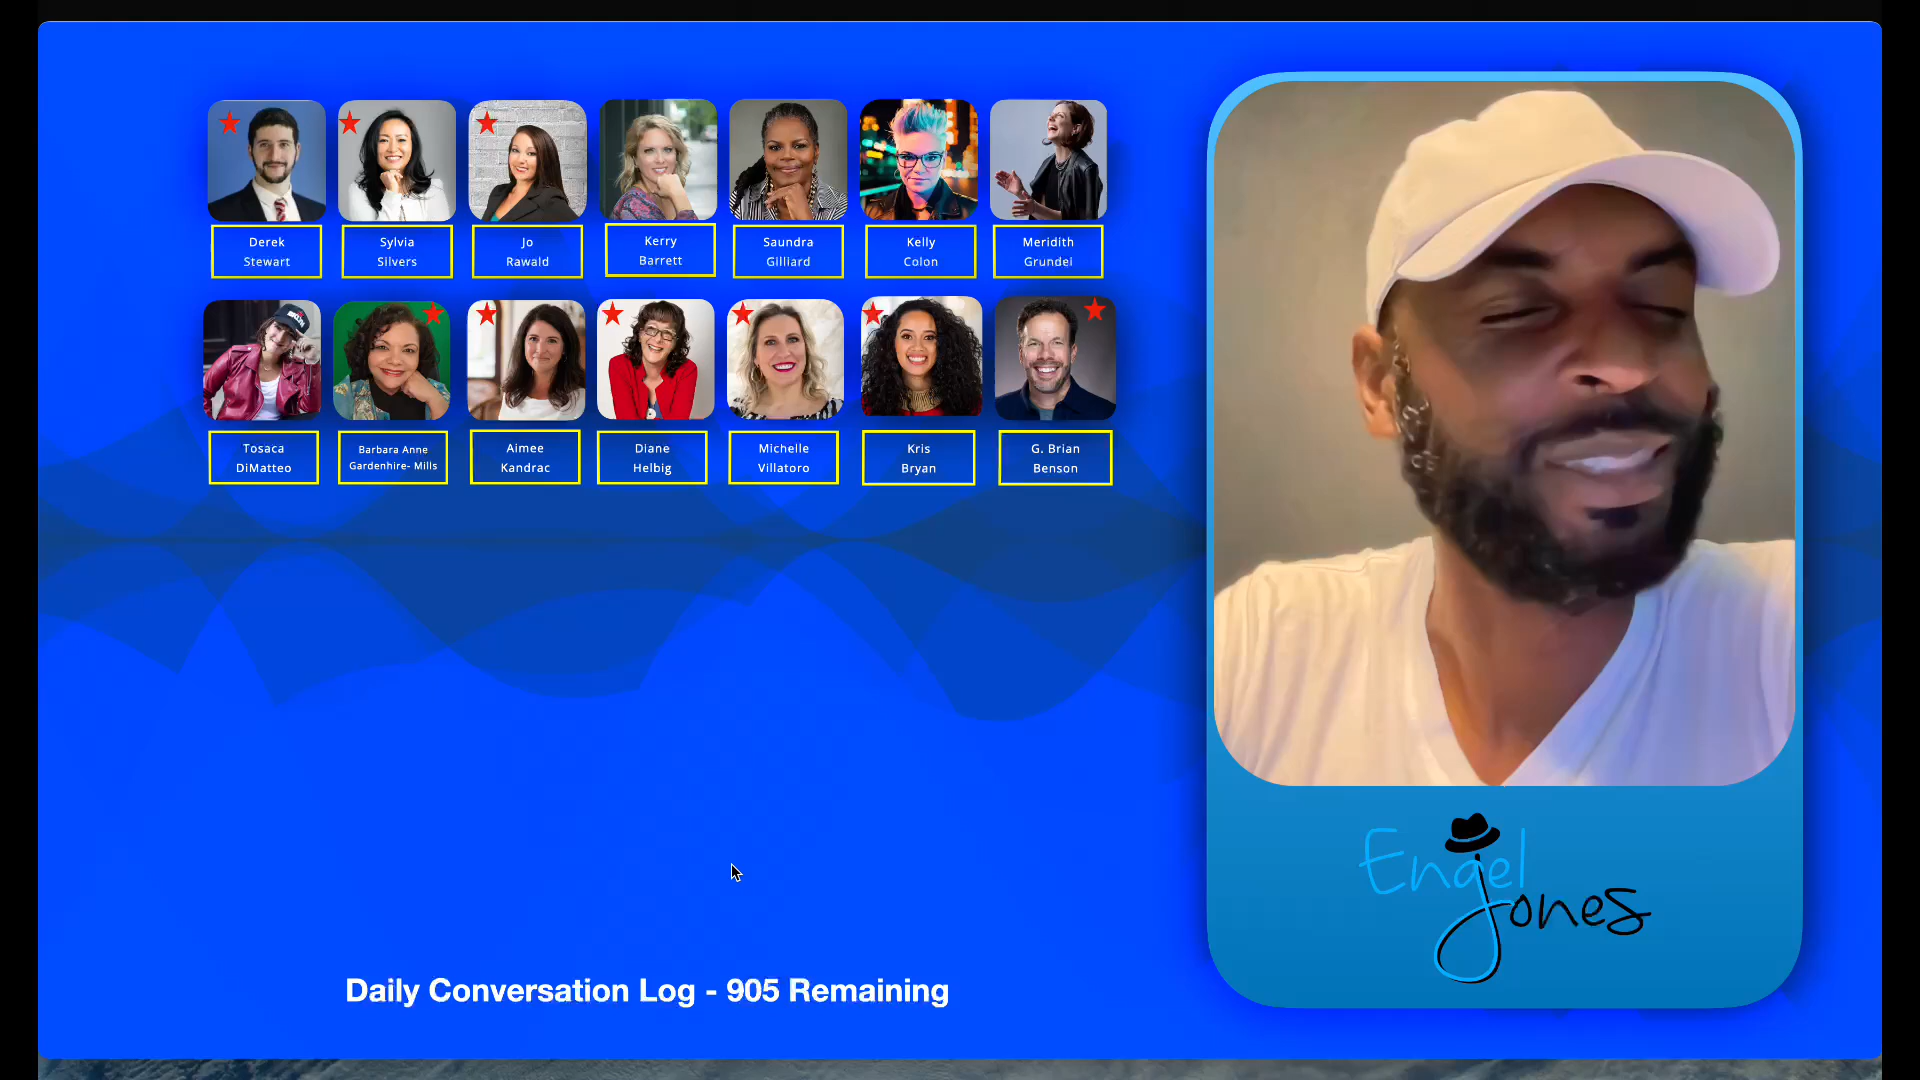 Derek
Stewart
Sylvia
Silvers
Jo
Rawald
Kerry
Barrett
Saundra
Gilliard
Kelly
Colon
Meridith
Grundei
Tosaca
DiMatteo
Barbara Anne
Gardenhire- Mills
Aimee
Kandrac
Diane
Helbig
Michelle
Villatoro
Kris
Bryan
G. Brian
Benson
Engel
Jones
Daily Conversation Log - 905 Remaining